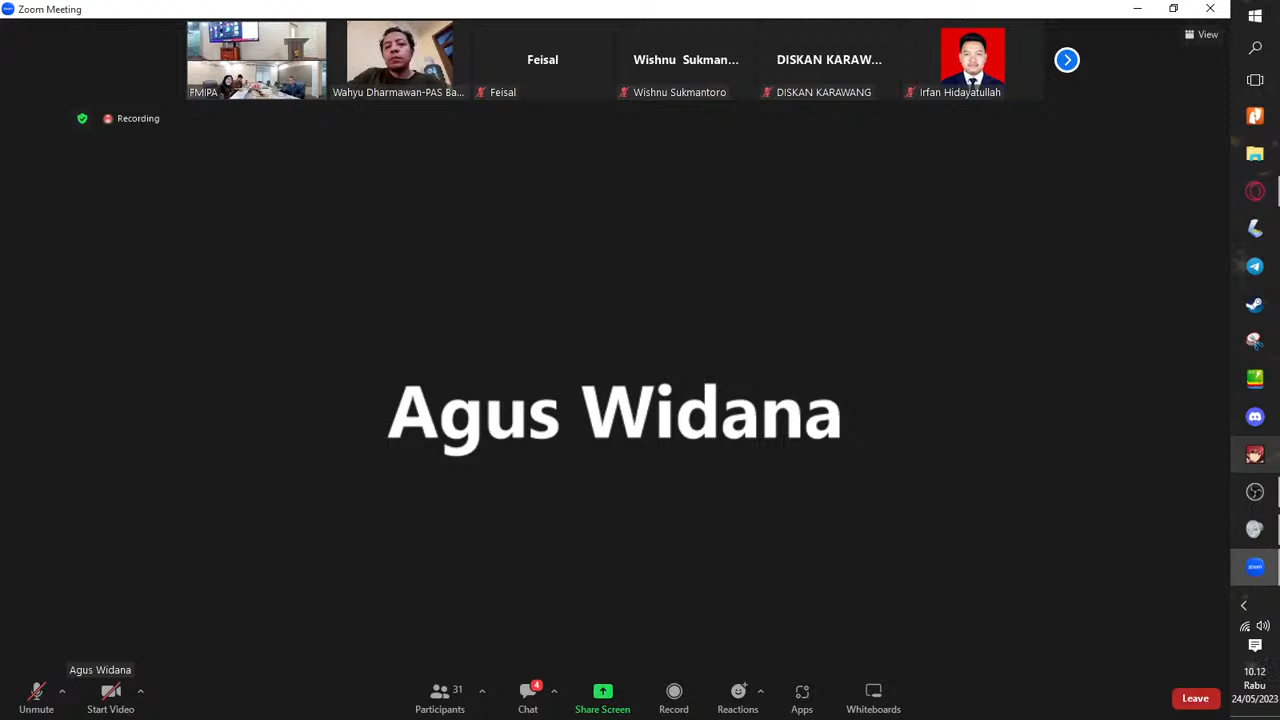 Zoom Meeting
View
Feisal
Wishnu Sukman...
DISKAN KARAW...
FMIPA
Wahyu Dharmawan-PAS Ba...
Feisal
Wishnu Sukmantoro
DISKAN KARAWANG
Irfan Hidayatullah
Recording
Agus Widana
Agus Widana
Unmute
Start Video
31
Participants
4
Chat
Share Screen
Record
Reactions
Apps
Whiteboards
Leave
zoom
10.12
Rabu
24/05/2023